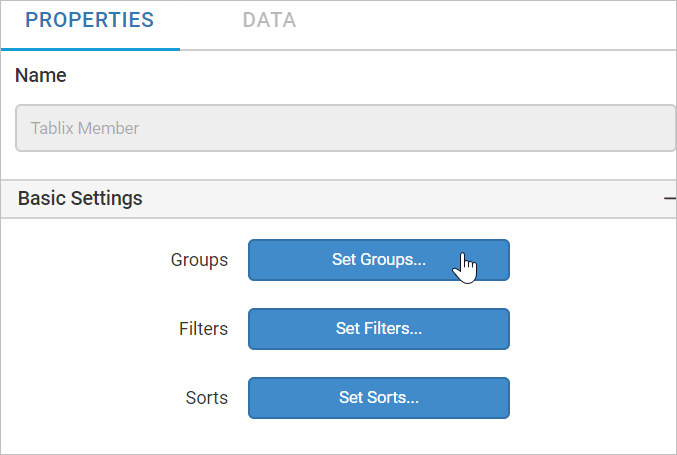 PROPERTIES DATA
Name
Tablix Member
Basic Settings
Groups Set Groups...
Filters Set Filters...
Sorts Set Sorts...